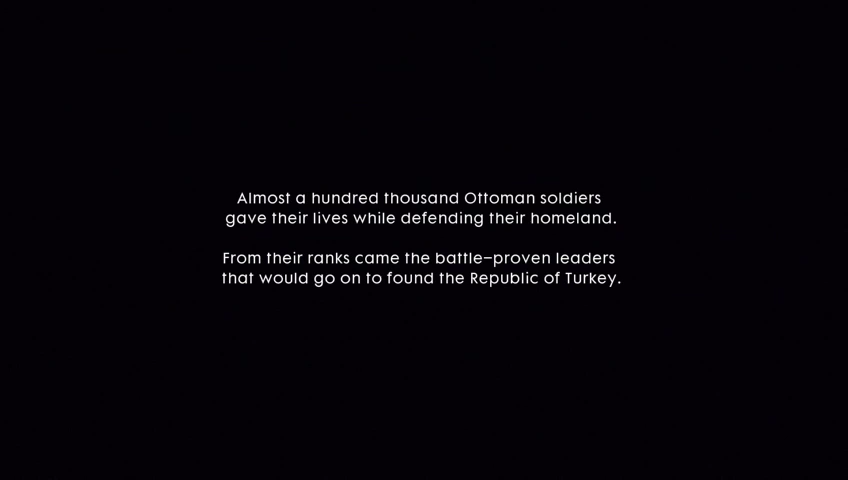 Almost a hundred thousand Ottoman soldiers
gave their lives while defending their homeland.
From their ranks came the battle-proven leaders
that would go on to found the Republic of Turkey.